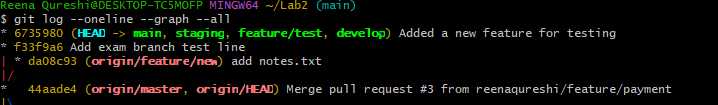 Reena Qureshi@DESKTOP-TC5MOFP MINGW64 ~/Lab2 (main)
$ git log --oneline --graph --all
* 6735980 (HEAD -> main, staging, feature/test, develop) Added a new feature for testing
* f33f9a6 Add exam branch test line
| * da08c93 (origin/feature/new) add notes.txt
|/
*   44aade4 (origin/master, origin/HEAD) Merge pull request #3 from reenaqureshi/feature/payment
|\